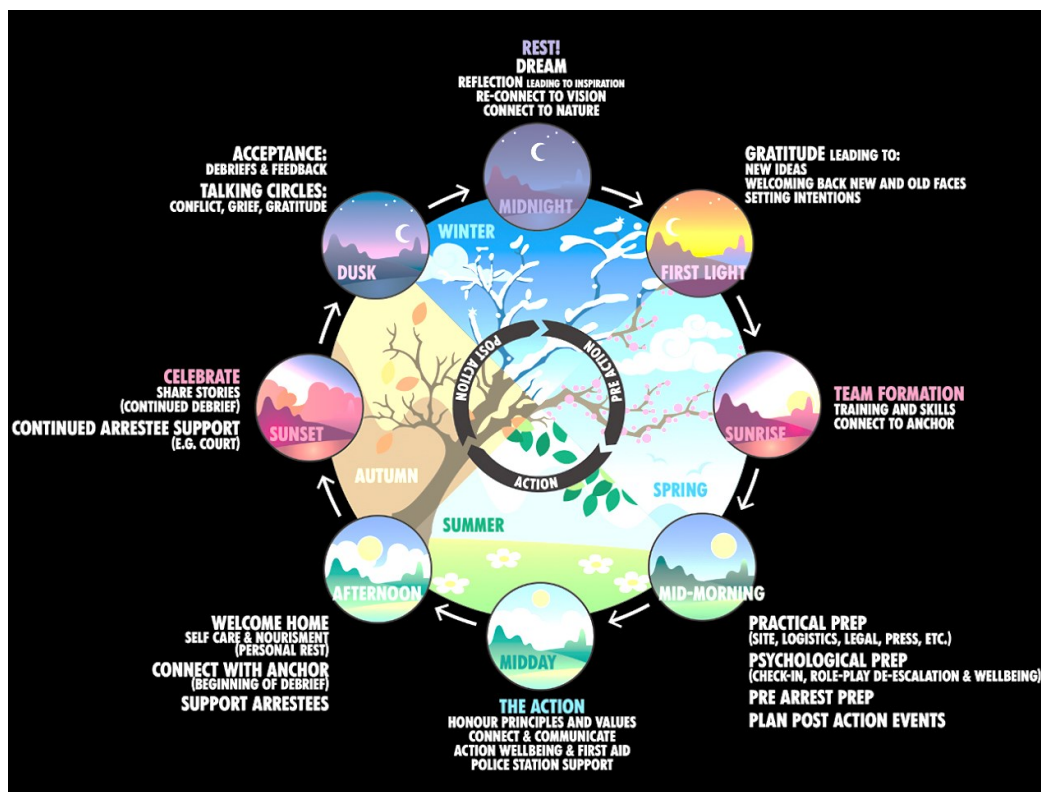 REST!
DREAM
REFLECTION LEADING TO INSPIRATION
RE-CONNECT TO VISION
CONNECT TO NATURE
MIDNIGHT
GRATITUDE LEADING TO:
NEW IDEAS
WELCOMING BACK NEW AND OLD FACES
SETTING INTENTIONS
FIRST LIGHT
TEAM FORMATION
TRAINING AND SKILLS
CONNECT TO ANCHOR
SUNRISE
MID-MORNING
PRACTICAL PREP
(SITE, LOGISTICS, LEGAL, PRESS, ETC.)
PSYCHOLOGICAL PREP
(CHECK-IN, ROLE-PLAY DE-ESCALATION & WELLBEING)
PRE ARREST PREP
PLAN POST ACTION EVENTS
MIDDAY
THE ACTION
HONOUR PRINCIPLES AND VALUES
CONNECT & COMMUNICATE
ACTION WELLBEING & FIRST AID
POLICE STATION SUPPORT
AFTERNOON
WELCOME HOME
SELF CARE & NOURISMENT
(PERSONAL REST)
CONNECT WITH ANCHOR
(BEGINNING OF DEBRIEF)
SUPPORT ARRESTEES
CELEBRATE
SHARE STORIES
(CONTINUED DEBRIEF)
CONTINUED ARRESTEE SUPPORT
(E.G. COURT)
SUNSET
ACCEPTANCE:
DEBRIEFS & FEEDBACK
TALKING CIRCLES:
CONFLICT, GRIEF, GRATITUDE
DUSK
WINTER
SPRING
SUMMER
AUTUMN
PRE ACTION
ACTION
POST ACTION